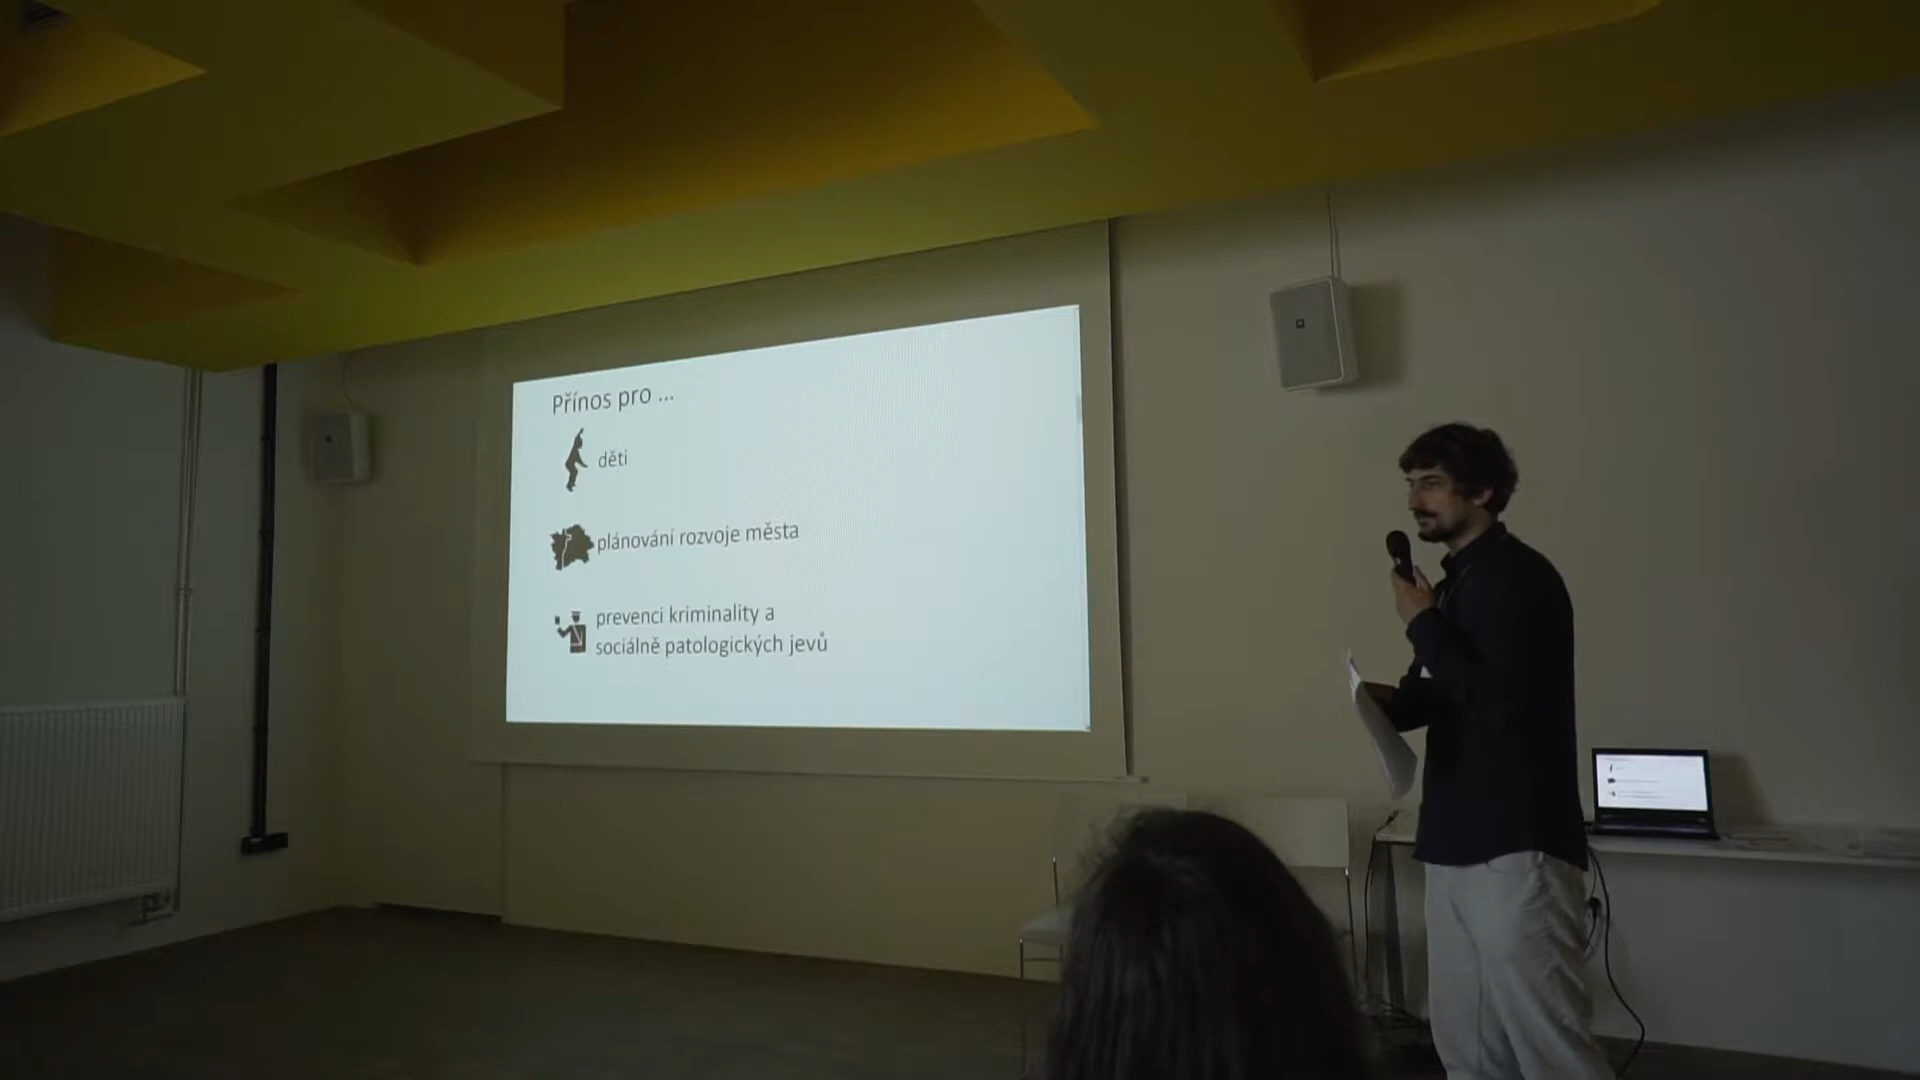 Přínos pro ...
děti
plánování rozvoje města
prevenci kriminality a
sociálně patologických jevů